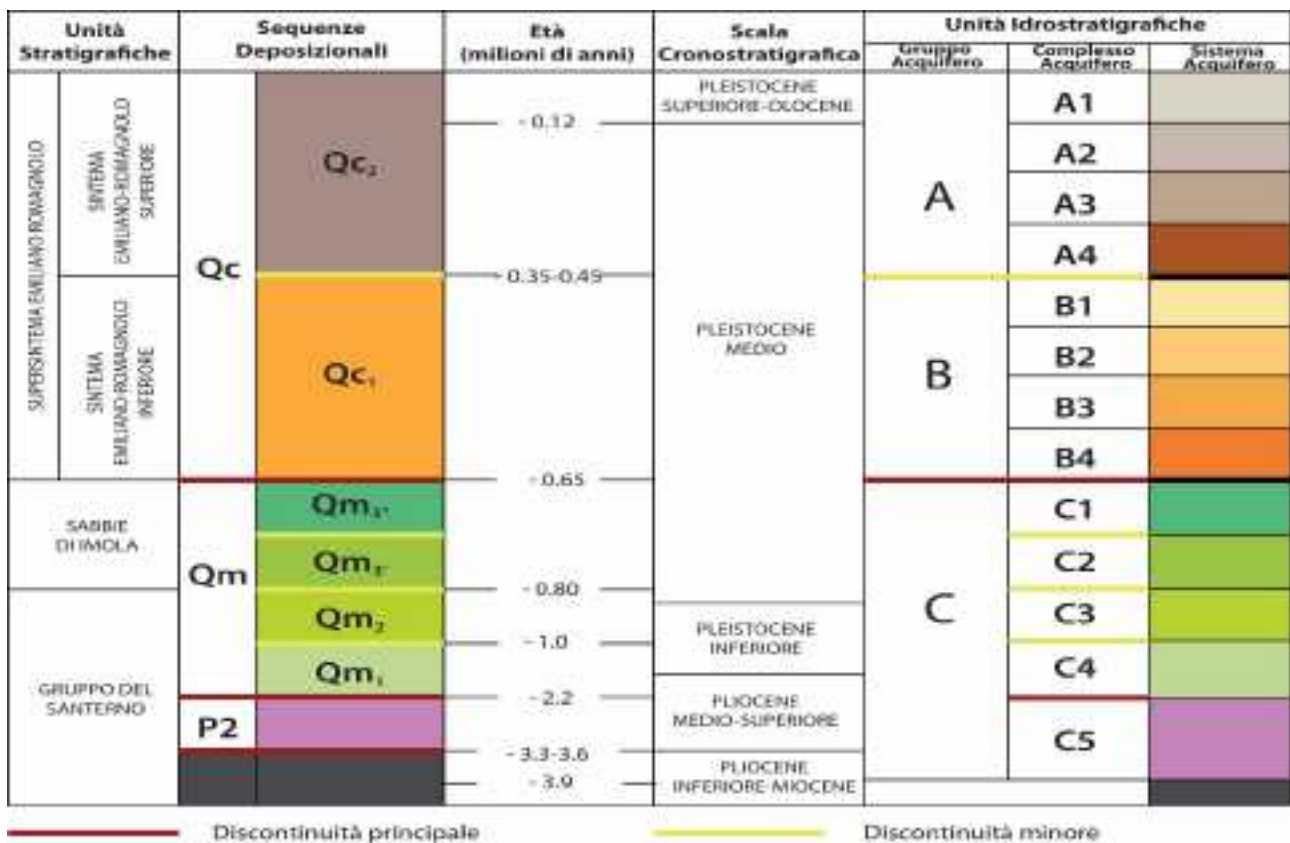 Unità
Stratigrafiche
Sequenze
Deposizionali
Età
(milioni di anni)
Scala
Cronostratigrafica
Unità Idrostratigrafiche
Gruppo
Acquifero
Complesso
Acquifero
Sistema
Acquifero
SUPERSINTEMA EMILIANO ROMAGNOLO
SINTEMA
EMILIANO-ROMAGNOLO
SUPERIORE
SINTEMA
EMILIANO-ROMAGNOLO
INFERIORE
SABBIE
DI IMOLA
GRUPPO DEL
SANTERNO
Qc
Qm
P2
Qc2
Qc1
Qm3''
Qm3'
Qm2
Qm1
- 0.12
- 0.35-0.45
- 0.65
- 0.80
- 1.0
- 2.2
- 3.3-3.6
- 3.9
PLEISTOCENE
SUPERIORE-OLOCENE
PLEISTOCENE
MEDIO
PLEISTOCENE
INFERIORE
PLIOCENE
MEDIO-SUPERIORE
PLIOCENE
INFERIORE-MIOCENE
A
B
C
A1
A2
A3
A4
B1
B2
B3
B4
C1
C2
C3
C4
C5
Discontinuità principale
Discontinuità minore